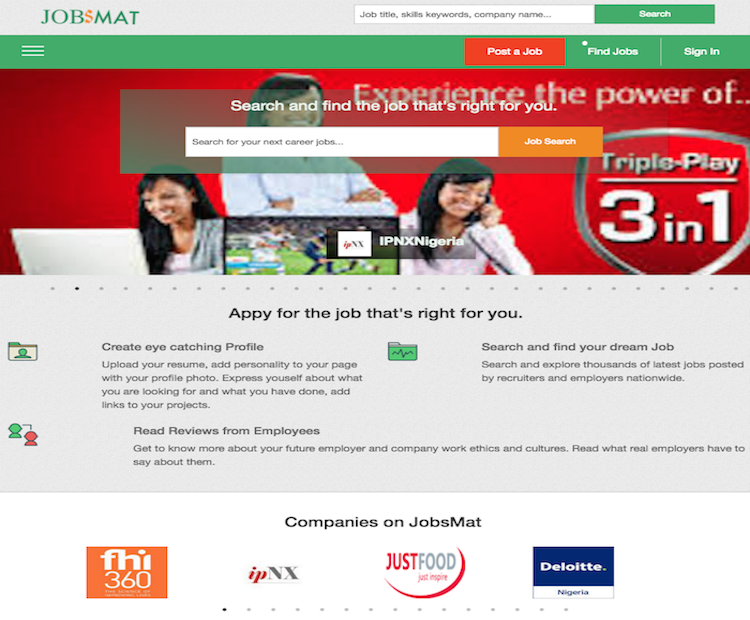 JOBSMAT
Job title, skills keywords, company name...
Search
Post a Job
Find Jobs
Sign In
Experience the power of..
Search and find the job that's right for you.
Search for your next career jobs...
Job Search
Triple-Play
3 in 1
ipNX
IPNXNigeria
Appy for the job that's right for you.
Create eye catching Profile
Upload your resume, add personality to your page
with your profile photo. Express youself about what
you are looking for and what you have done, add
links to your projects.
Search and find your dream Job
Search and explore thousands of latest jobs posted
by recruiters and employers nationwide.
Read Reviews from Employees
Get to know more about your future employer and company work ethics and cultures. Read what real employers have to
say about them.
Companies on JobsMat
fhi
360
THE SCIENCE OF
IMPROVING LIVES
ipNX
JUSTFOOD
just inspire
Deloitte.
Nigeria